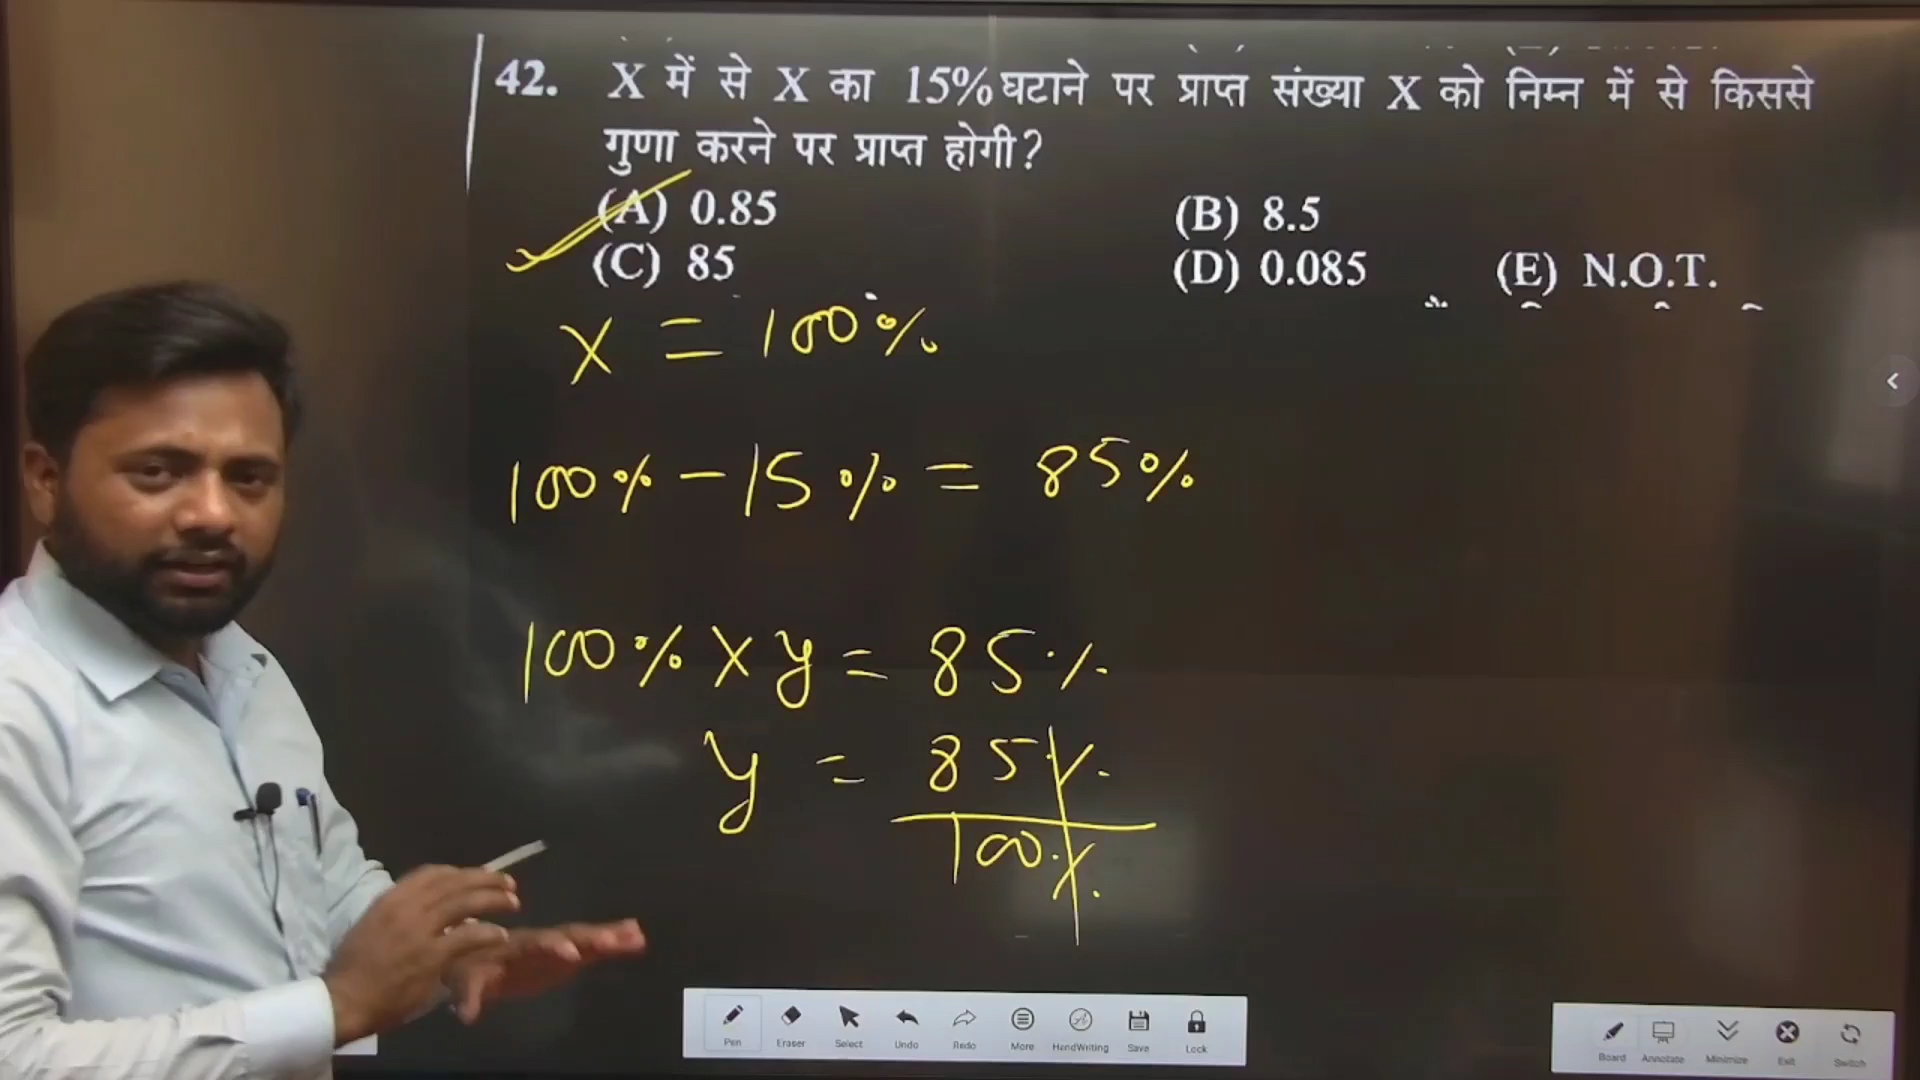 42. X में से X का 15% घटाने पर प्राप्त संख्या X को निम्न में से किससे
गुणा करने पर प्राप्त होगी?
(A) 0.85 (B) 8.5
(C) 85 (D) 0.085 (E) N.O.T.
x = 100%
100% - 15% = 85%
100% x y = 85%
y = 85%
100%
Pen Eraser Select Undo Redo More HandWriting Save Lock
Board Annotate Minimize Exit Switch